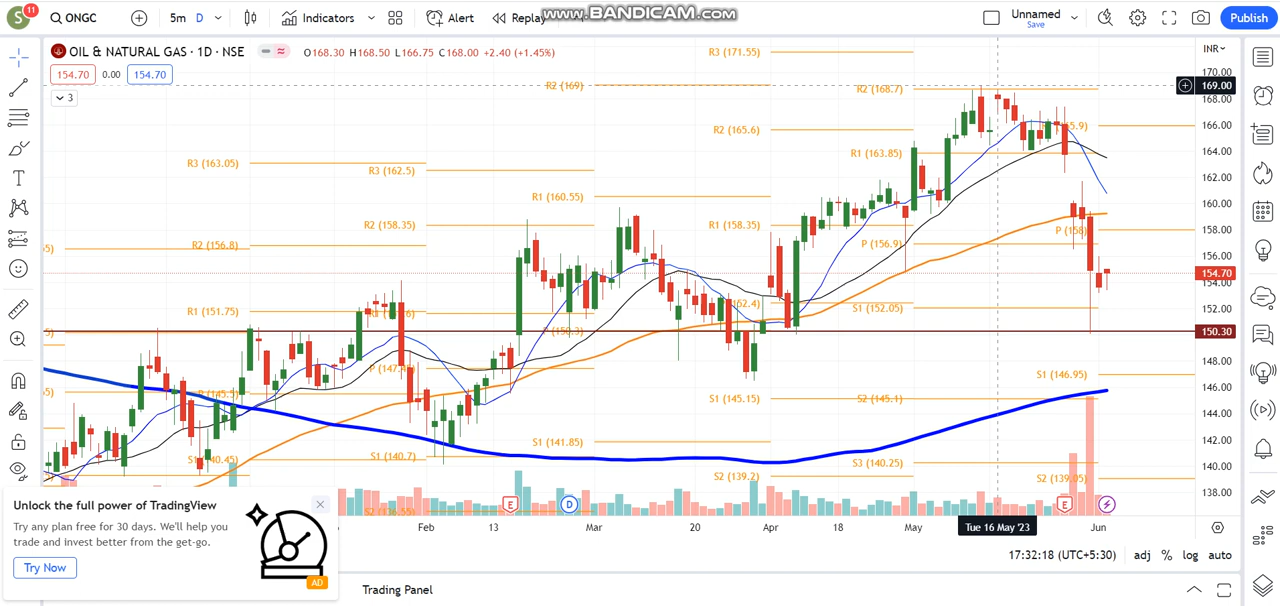 S 11 ONGC 5m D Indicators Alert Replay Unnamed Save Publish
www.BANDICAM.com
OIL & NATURAL GAS · 1D · NSE O168.30 H168.50 L166.75 C168.00 +2.40 (+1.45%)
154.70 0.00 154.70
3
INR
170.00
169.00
168.00
166.00
164.00
162.00
160.00
158.00
156.00
154.70
154.00
152.00
150.30
148.00
146.00
144.00
142.00
140.00
138.00
R3 (171.55)
R2 (169)
R2 (168.7)
R2 (165.6)
R1 (163.85)
R3 (163.05)
R3 (162.5)
R1 (160.55)
R2 (158.35)
R1 (158.35)
P (158)
R2 (156.8)
P (156.9)
R1 (151.75)
S1 (152.05)
S1 (146.95)
S1 (145.15)
S2 (145.1)
S1 (141.85)
S1 (140.7)
S1 (140.45)
S3 (140.25)
S2 (139.2)
S2 (139.05)
E D E
Feb 13 Mar 20 Apr 18 May Tue 16 May '23 Jun
17:32:18 (UTC+5:30) adj % log auto
Unlock the full power of TradingView
Try any plan free for 30 days. We'll help you
trade and invest better from the get-go.
Try Now
AD
Trading Panel